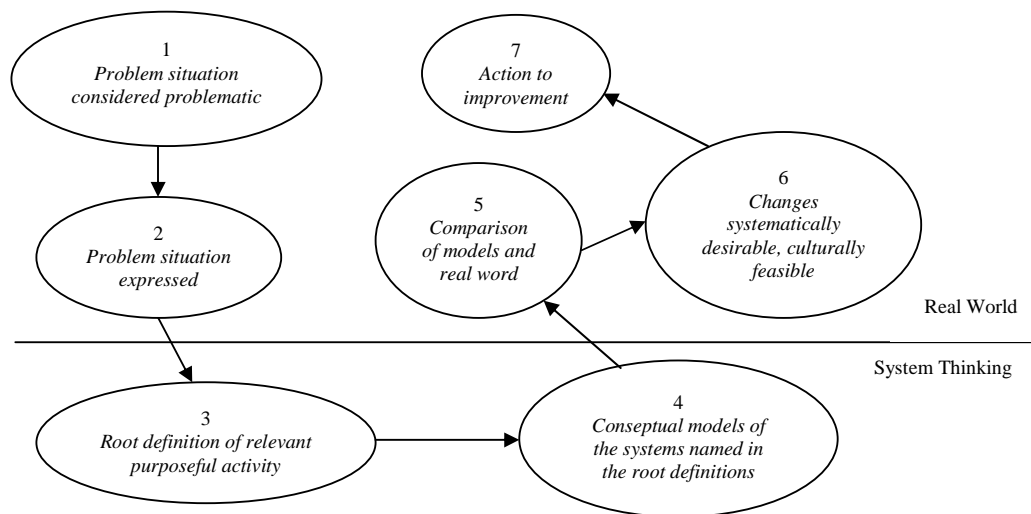 1
Problem situation
considered problematic
2
Problem situation
expressed
3
Root definition of relevant
purposeful activity
4
Conseptual models of
the systems named in
the root definitions
5
Comparison
of models and
real word
6
Changes
systematically
desirable, culturally
feasible
7
Action to
improvement
Real World
System Thinking